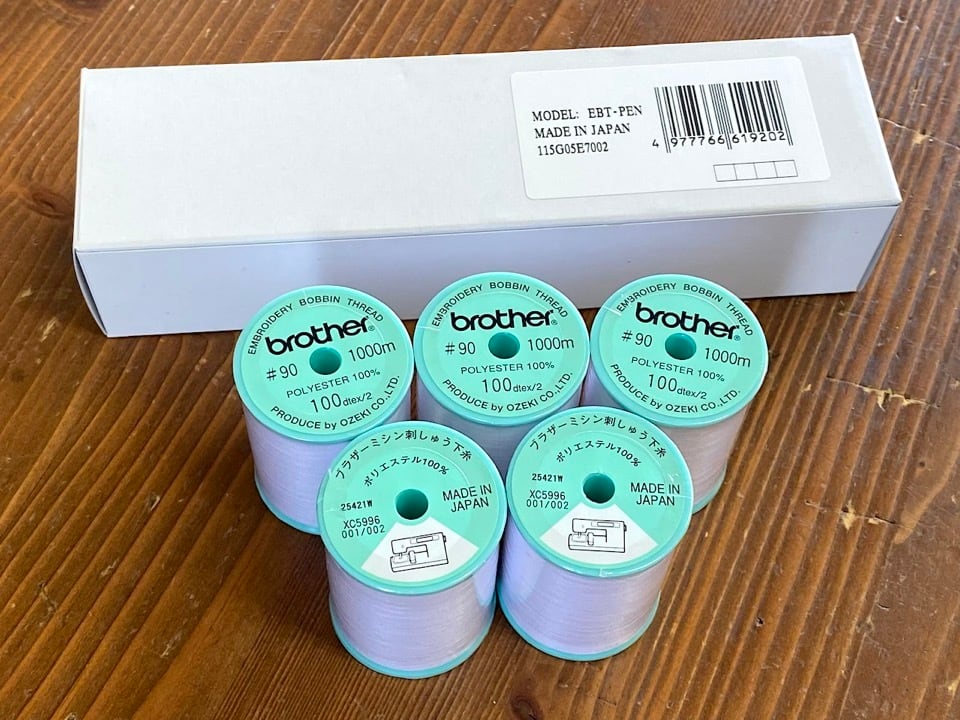 MODEL: EBT-PEN
MADE IN JAPAN
115G05E7002
4 977766 619202
EMBROIDERY BOBBIN THREAD
brother®
#90 1000m
POLYESTER 100%
100dtex/2
PRODUCE by OZEKI CO.,LTD.
EMBROIDERY BOBBIN THREAD
brother®
#90 1000m
POLYESTER 100%
100dtex/2
PRODUCE by OZEKI CO.,LTD.
EMBROIDERY BOBBIN THREAD
brother®
#90 1000m
POLYESTER 100%
100dtex/2
PRODUCE by OZEKI CO.,LTD.
ブラザーミシン刺しゅう下糸
ポリエステル100%
25421W
XC5996
001/002
MADE IN
JAPAN
ブラザーミシン刺しゅう下糸
ポリエステル100%
25421W
XC5996
001/002
MADE IN
JAPAN